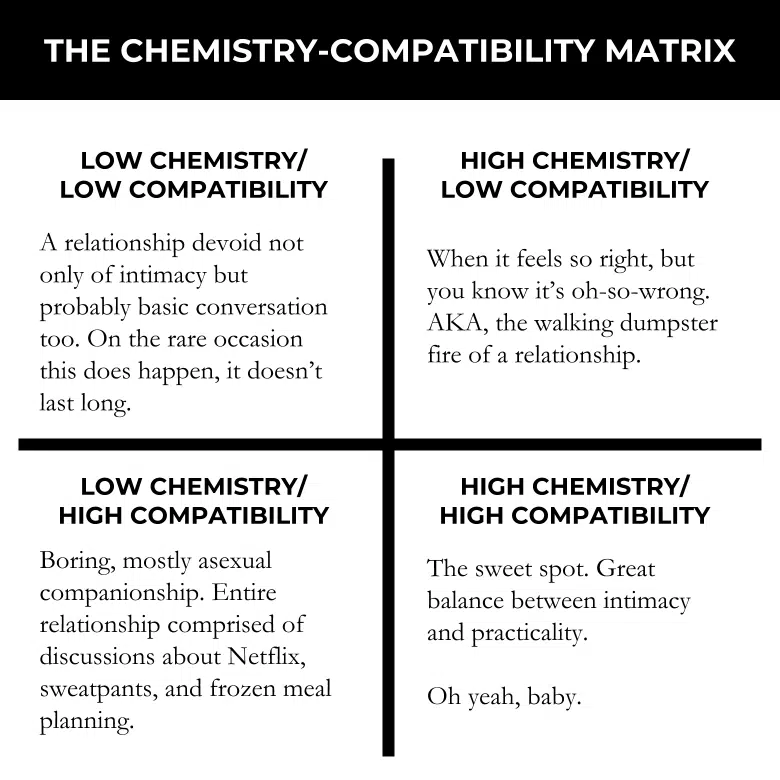 THE CHEMISTRY-COMPATIBILITY MATRIX
LOW CHEMISTRY/
LOW COMPATIBILITY
A relationship devoid not
only of intimacy but
probably basic conversation
too. On the rare occasion
this does happen, it doesn’t
last long.
HIGH CHEMISTRY/
LOW COMPATIBILITY
When it feels so right, but
you know it’s oh-so-wrong.
AKA, the walking dumpster
fire of a relationship.
LOW CHEMISTRY/
HIGH COMPATIBILITY
Boring, mostly asexual
companionship. Entire
relationship comprised of
discussions about Netflix,
sweatpants, and frozen meal
planning.
HIGH CHEMISTRY/
HIGH COMPATIBILITY
The sweet spot. Great
balance between intimacy
and practicality.
Oh yeah, baby.